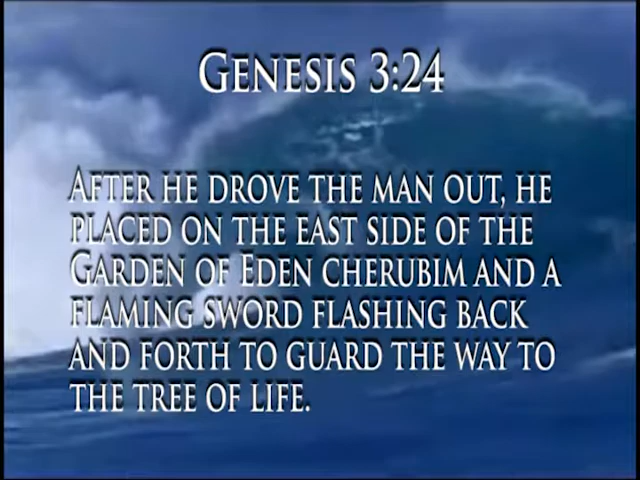 Genesis 3:24
After he drove the man out, he
placed on the east side of the
Garden of Eden cherubim and a
flaming sword flashing back
and forth to guard the way to
the tree of life.